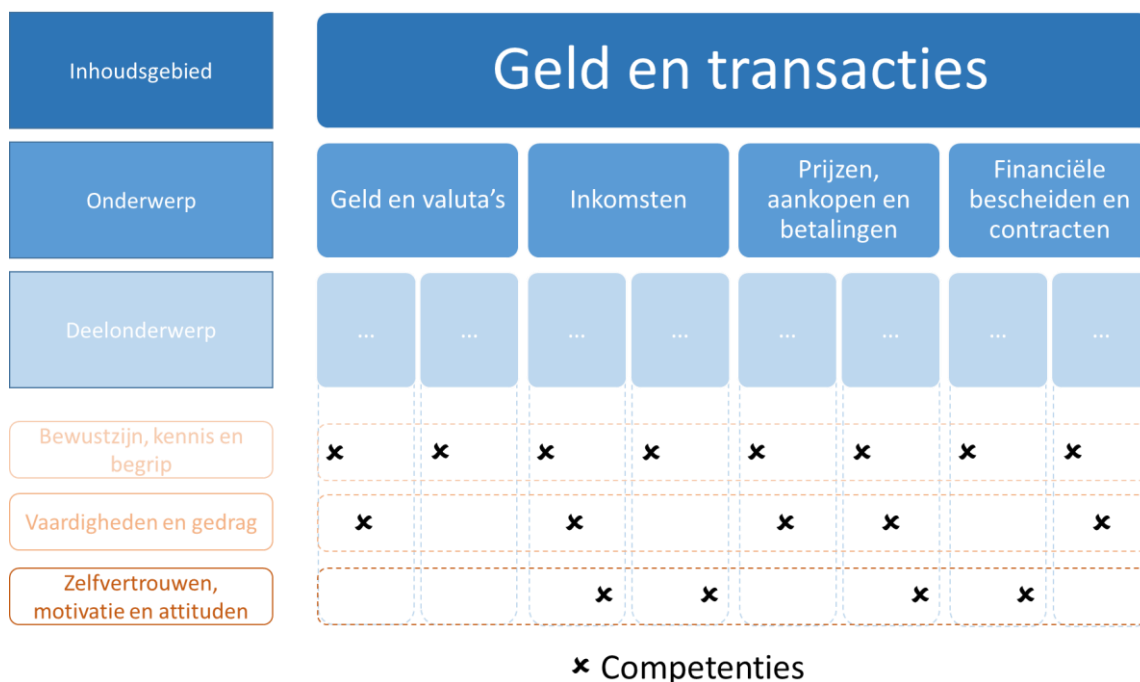 Inhoudsgebied
Geld en transacties
Onderwerp
Geld en valuta's
Inkomsten
Prijzen,
aankopen en
betalingen
Financiële
bescheiden en
contracten
Deelonderwerp
...
...
...
...
...
...
...
...
Bewustzijn, kennis en
begrip
Vaardigheden en gedrag
Zelfvertrouwen,
motivatie en attituden
× Competenties